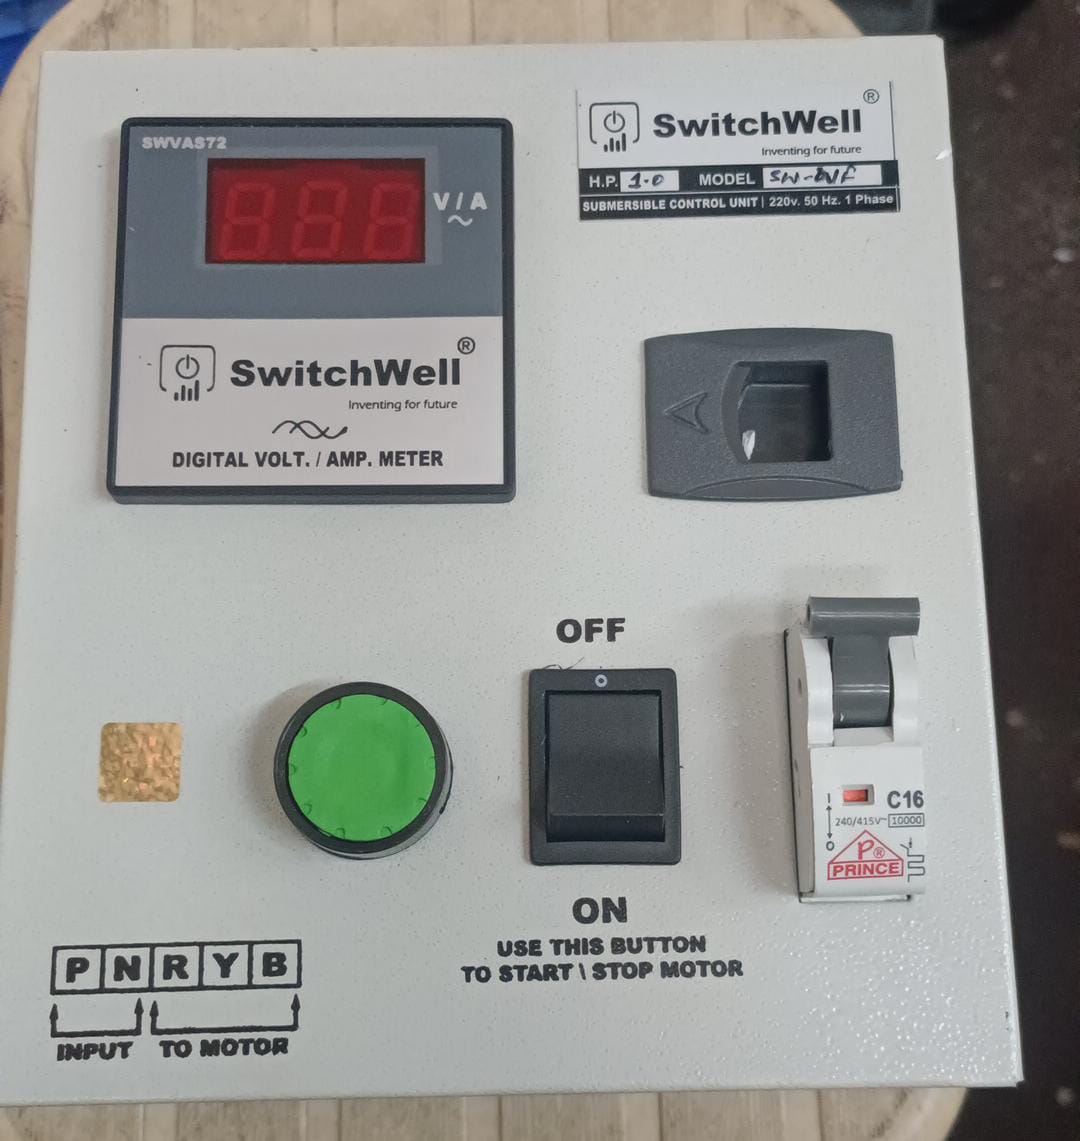 SWVAS72
888
V / A
SwitchWell®
Inventing for future
DIGITAL VOLT. / AMP. METER
SwitchWell®
Inventing for future
H.P. 1.0 MODEL
SUBMERSIBLE CONTROL UNIT | 220v. 50 Hz. 1 Phase
OFF
ON
USE THIS BUTTON
TO START \ STOP MOTOR
I
C16
240/415V~ 10000
O
P®
PRINCE
P N R Y B
INPUT TO MOTOR